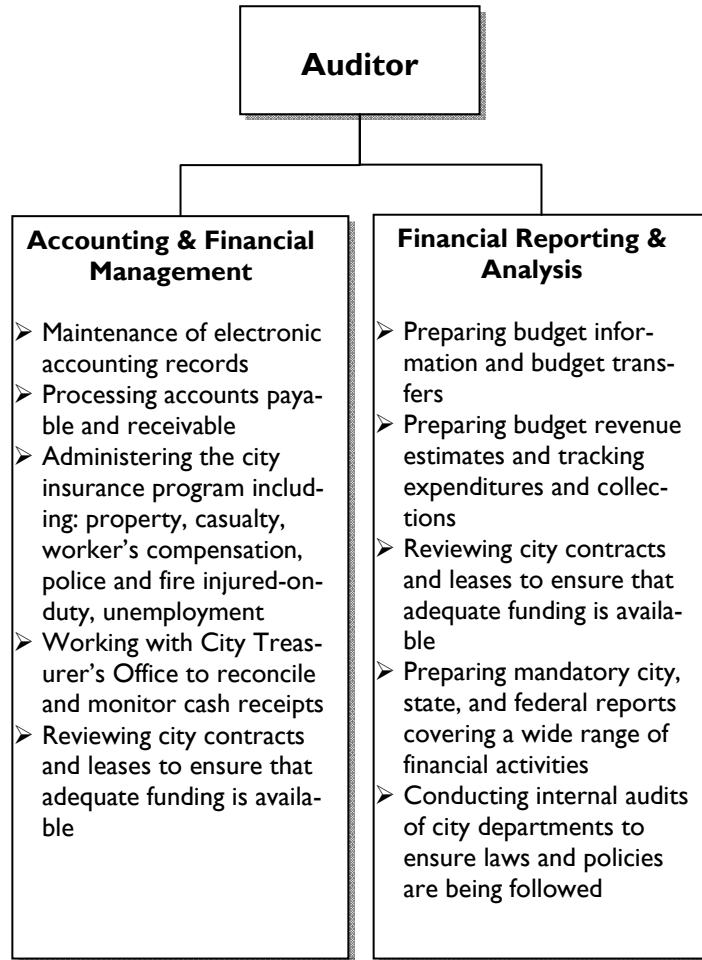 Auditor
Accounting & Financial
Management
➢ Maintenance of electronic
accounting records
➢ Processing accounts paya-
ble and receivable
➢ Administering the city
insurance program includ-
ing: property, casualty,
worker's compensation,
police and fire injured-on-
duty, unemployment
➢ Working with City Treas-
urer's Office to reconcile
and monitor cash receipts
➢ Reviewing city contracts
and leases to ensure that
adequate funding is availa-
ble
Financial Reporting &
Analysis
➢ Preparing budget infor-
mation and budget trans-
fers
➢ Preparing budget revenue
estimates and tracking
expenditures and collec-
tions
➢ Reviewing city contracts
and leases to ensure that
adequate funding is availa-
ble
➢ Preparing mandatory city,
state, and federal reports
covering a wide range of
financial activities
➢ Conducting internal audits
of city departments to
ensure laws and policies
are being followed